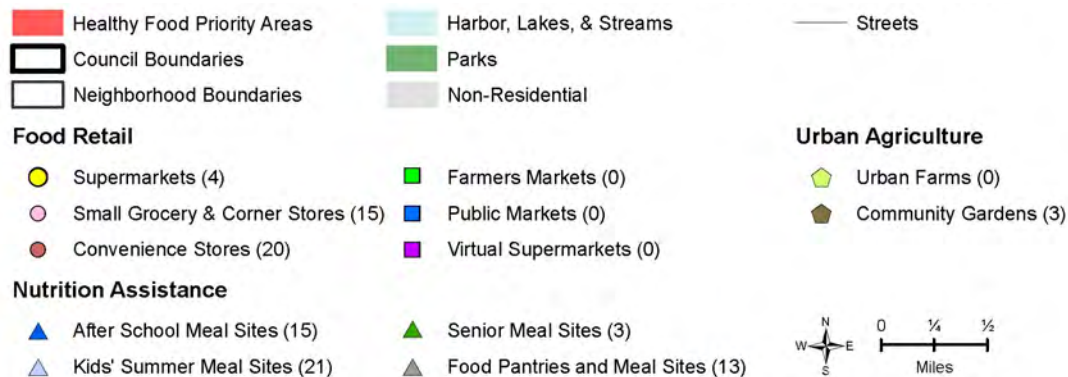 Healthy Food Priority Areas
Harbor, Lakes, & Streams
Streets
Council Boundaries
Parks
Neighborhood Boundaries
Non-Residential
Food Retail
Urban Agriculture
Supermarkets (4)
Farmers Markets (0)
Urban Farms (0)
Small Grocery & Corner Stores (15)
Public Markets (0)
Community Gardens (3)
Convenience Stores (20)
Virtual Supermarkets (0)
Nutrition Assistance
After School Meal Sites (15)
Senior Meal Sites (3)
Kids' Summer Meal Sites (21)
Food Pantries and Meal Sites (13)
N
W E
S
0 ¼ ½
Miles